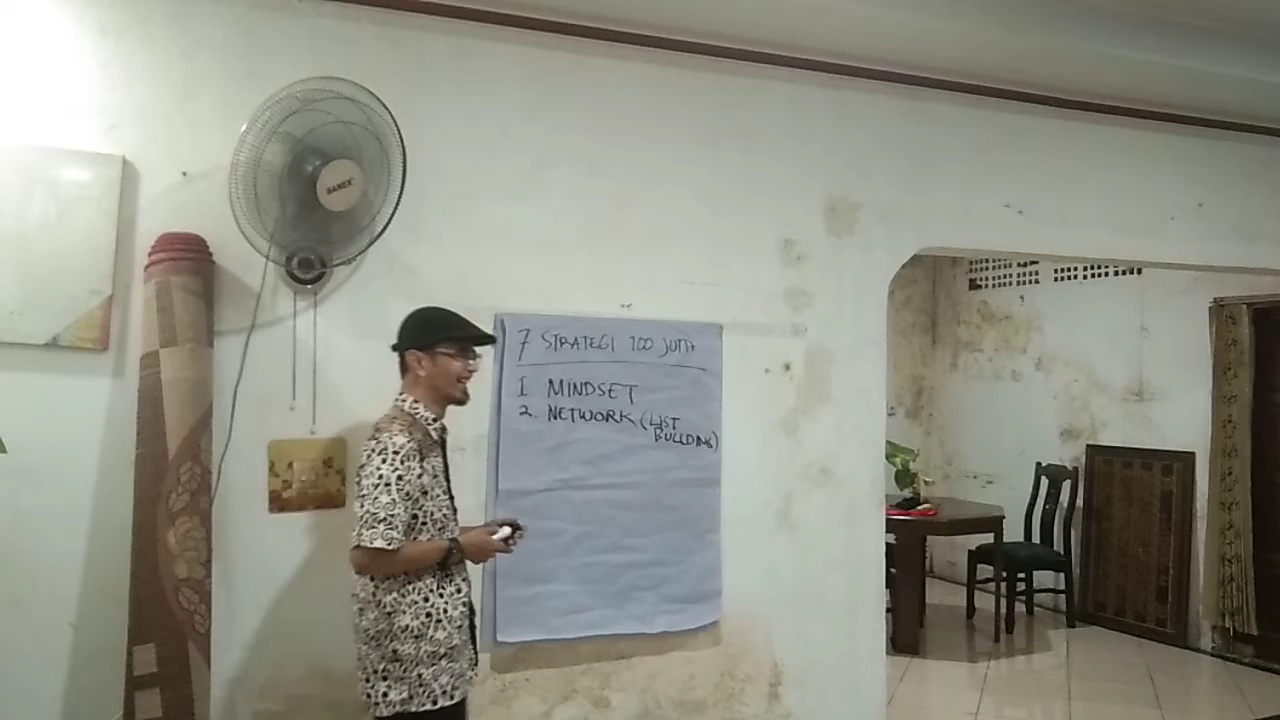 SANEX
7 STRATEGI 100 JUTA
1 MINDSET
2. NETWORK (LIST
BUILDING)